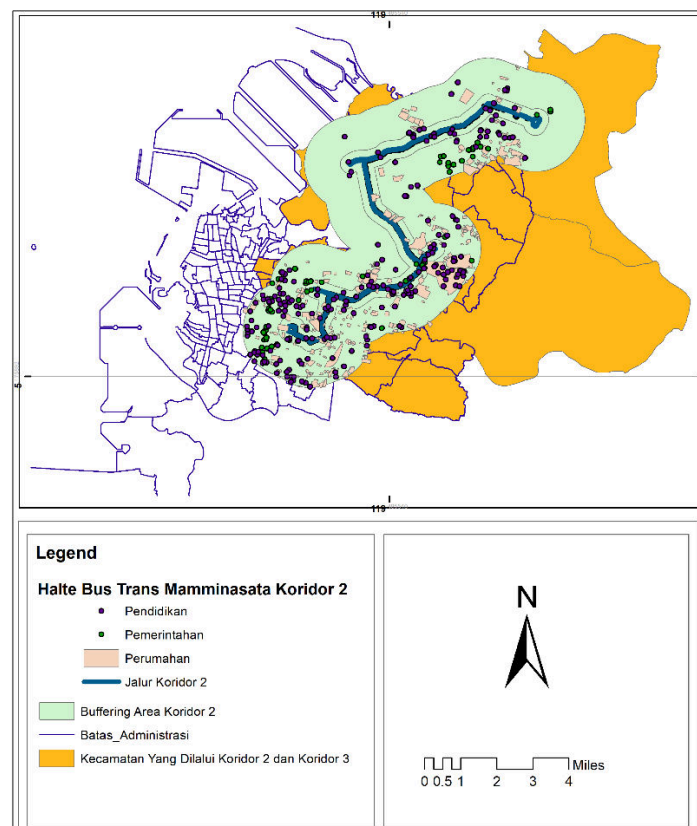 119
5
119
Legend
Halte Bus Trans Mamminasata Koridor 2
Pendidikan
Pemerintahan
Perumahan
Jalur Koridor 2
Buffering Area Koridor 2
Batas_Administrasi
Kecamatan Yang Dilalui Koridor 2 dan Koridor 3
N
Miles
0 0.5 1 2 3 4